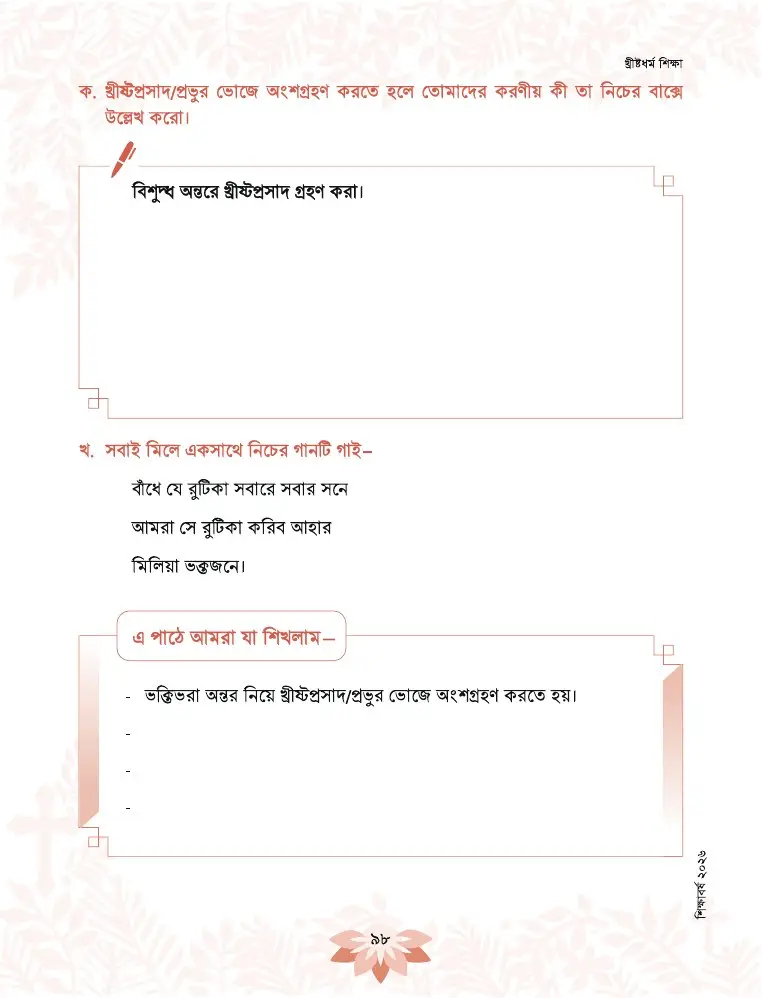 খ্রীষ্টধর্ম শিক্ষা
ক. খ্রীষ্টপ্রসাদ/প্রভুর ভোজে অংশগ্রহণ করতে হলে তোমাদের করণীয় কী তা নিচের বাক্সে
উল্লেখ করো।
বিশুদ্ধ অন্তরে খ্রীষ্টপ্রসাদ গ্রহণ করা।
খ. সবাই মিলে একসাথে নিচের গানটি গাই–
বাঁধে যে রুটিকা সবারে সবার সনে
আমরা সে রুটিকা করিব আহার
মিলিয়া ভক্তজনে।
এ পাঠে আমরা যা শিখলাম–
- ভক্তিভরা অন্তর নিয়ে খ্রীষ্টপ্রসাদ/প্রভুর ভোজে অংশগ্রহণ করতে হয়।
-
-
-
শিক্ষাবর্ষ ২০২৬
৯৮